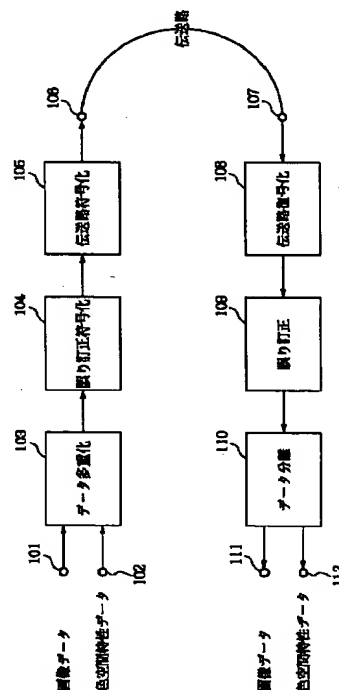 伝送路
106
107
105
伝送路符号化
108
伝送路復号化
104
誤り訂正符号化
109
誤り訂正
103
データ多重化
110
データ分離
101
102
111
112
画像データ
色空間特性データ
画像データ
色空間特性データ